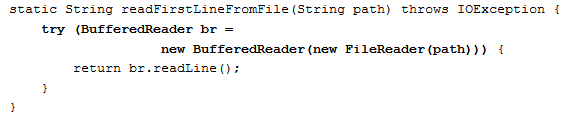 static String readFirstLineFromFile(String path) throws IOException {
    try (BufferedReader br =
                   new BufferedReader(new FileReader(path))) {
        return br.readLine();
    }
}